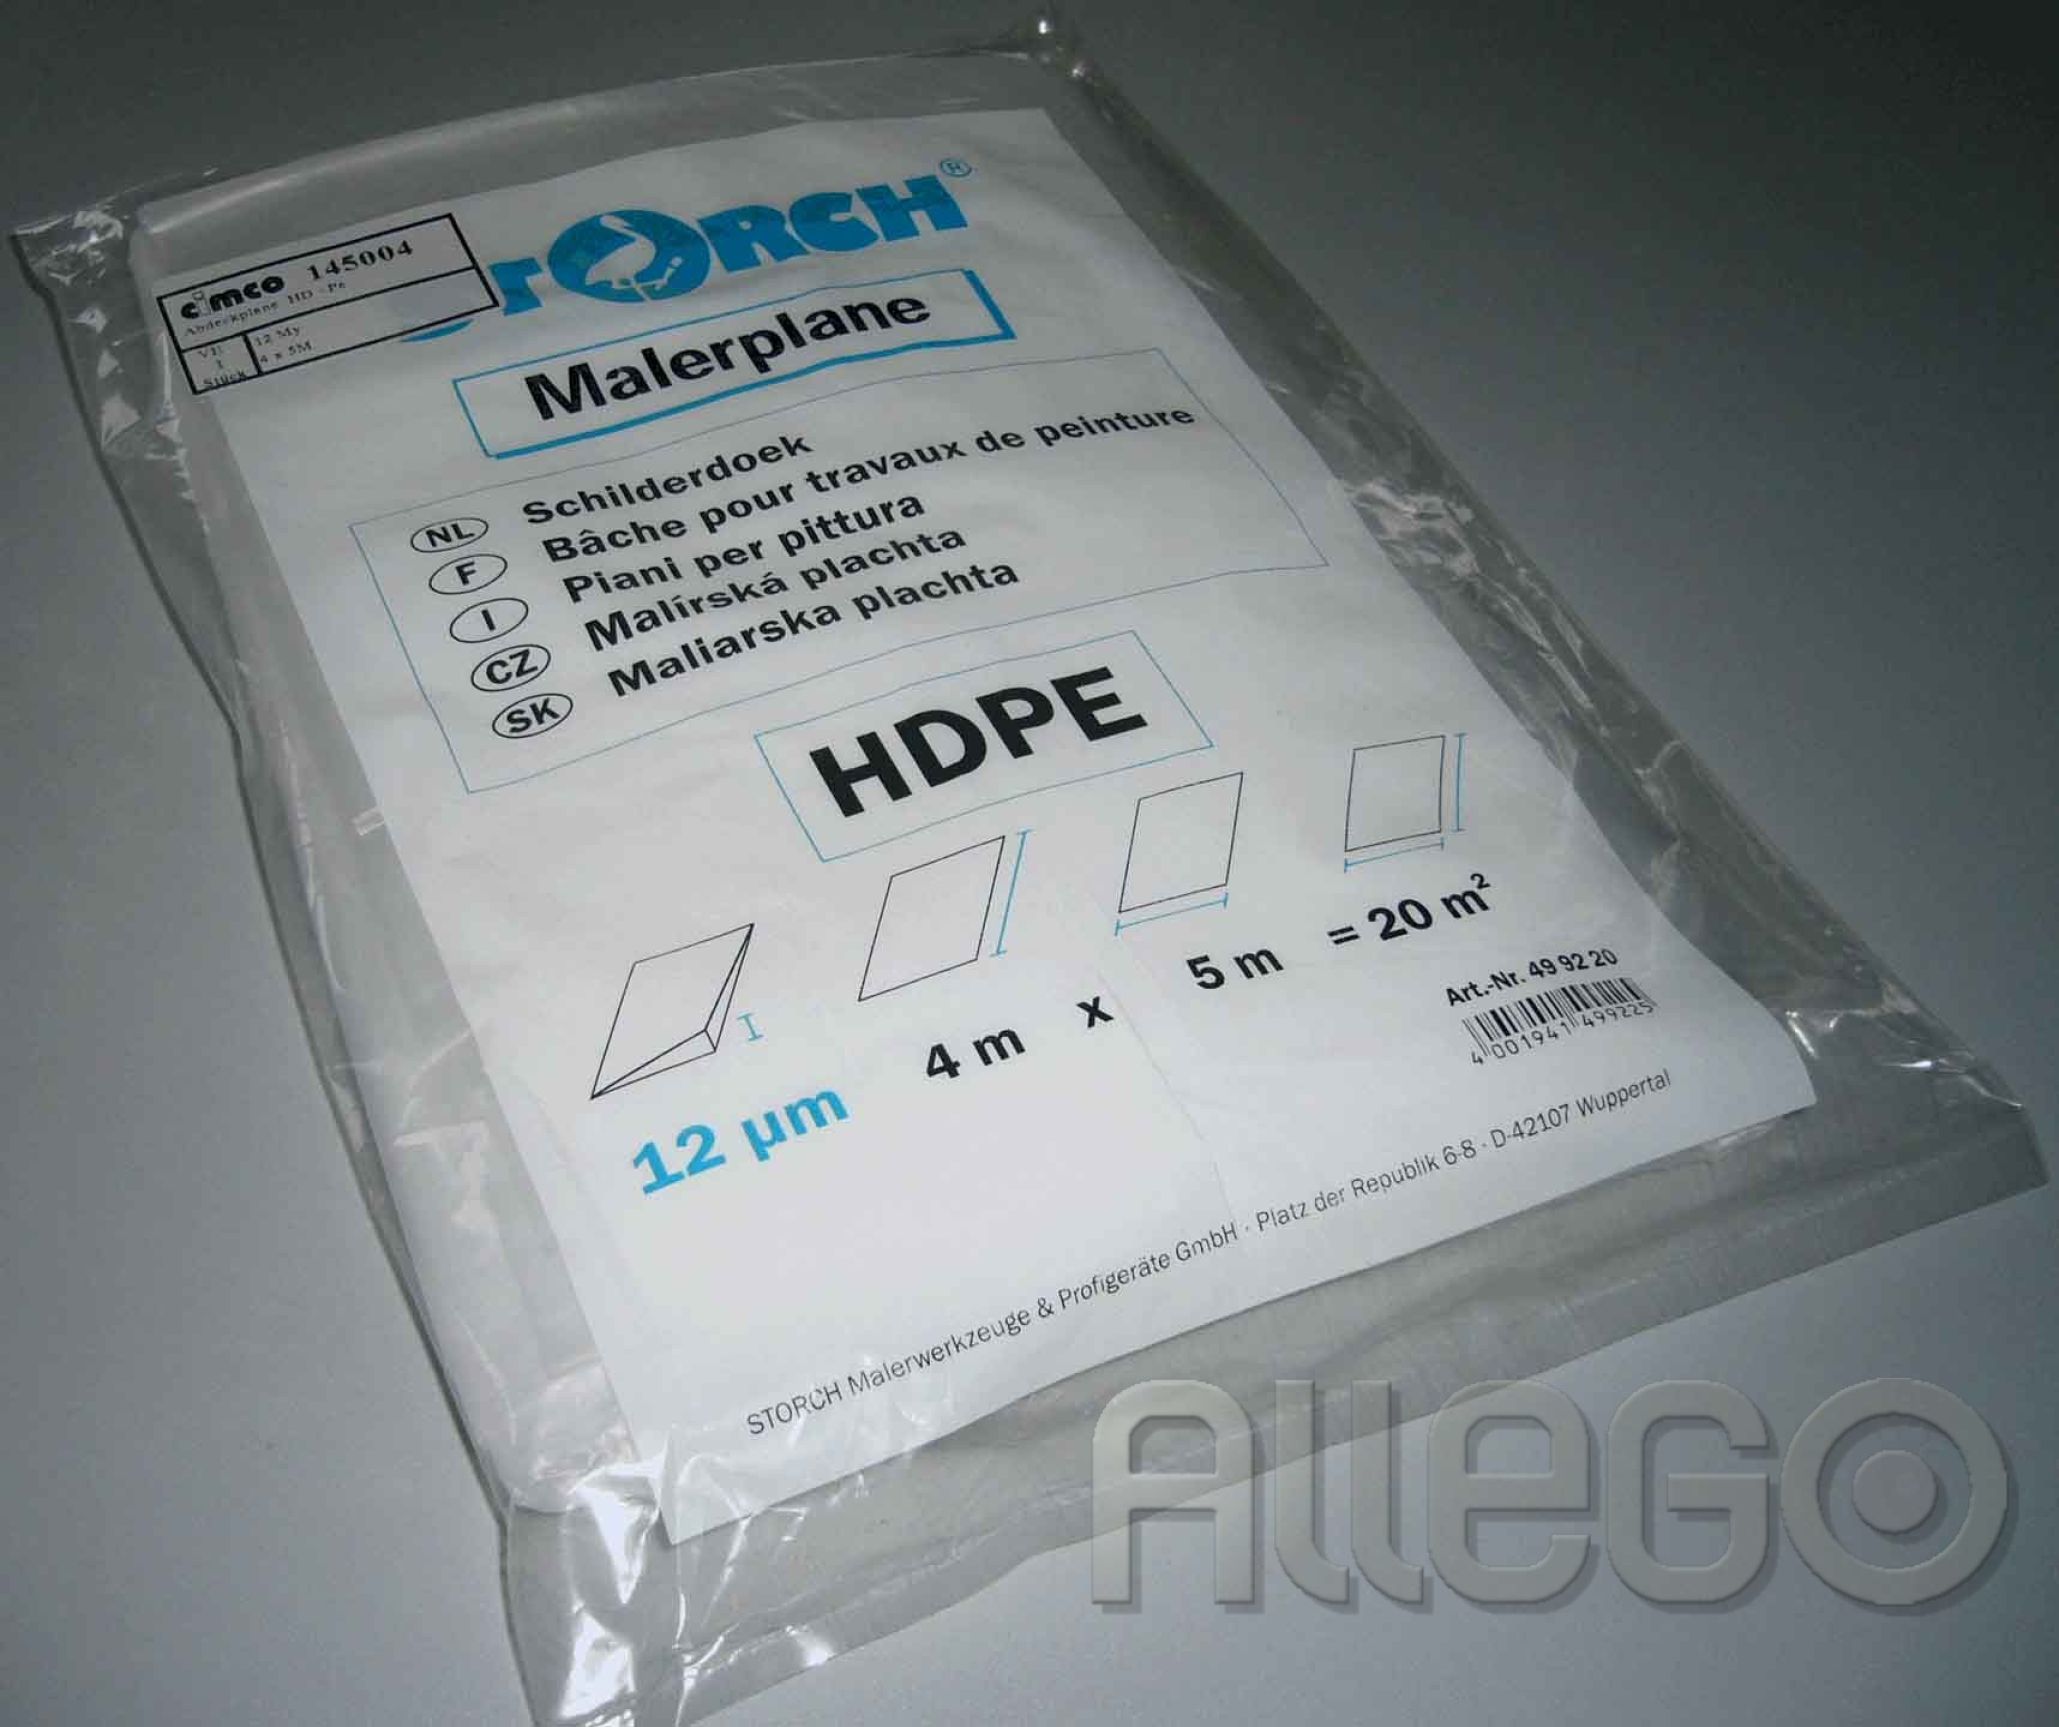 cimco 145004
Abdeckplane HD -Pe
VE
1
Stück
12 My
4 x 5M
TORCH®
Malerplane
NL Schilderdoek
F Bâche pour travaux de peinture
I Piani per pittura
CZ Malírská plachta
SK Maliarska plachta
HDPE
12 µm 4 m x 5 m = 20 m²
Art.-Nr. 49 92 20
4 001941 499225
STORCH Malerwerkzeuge & Profigeräte GmbH · Platz der Republik 6-8 · D-42107 Wuppertal
ALLEGO